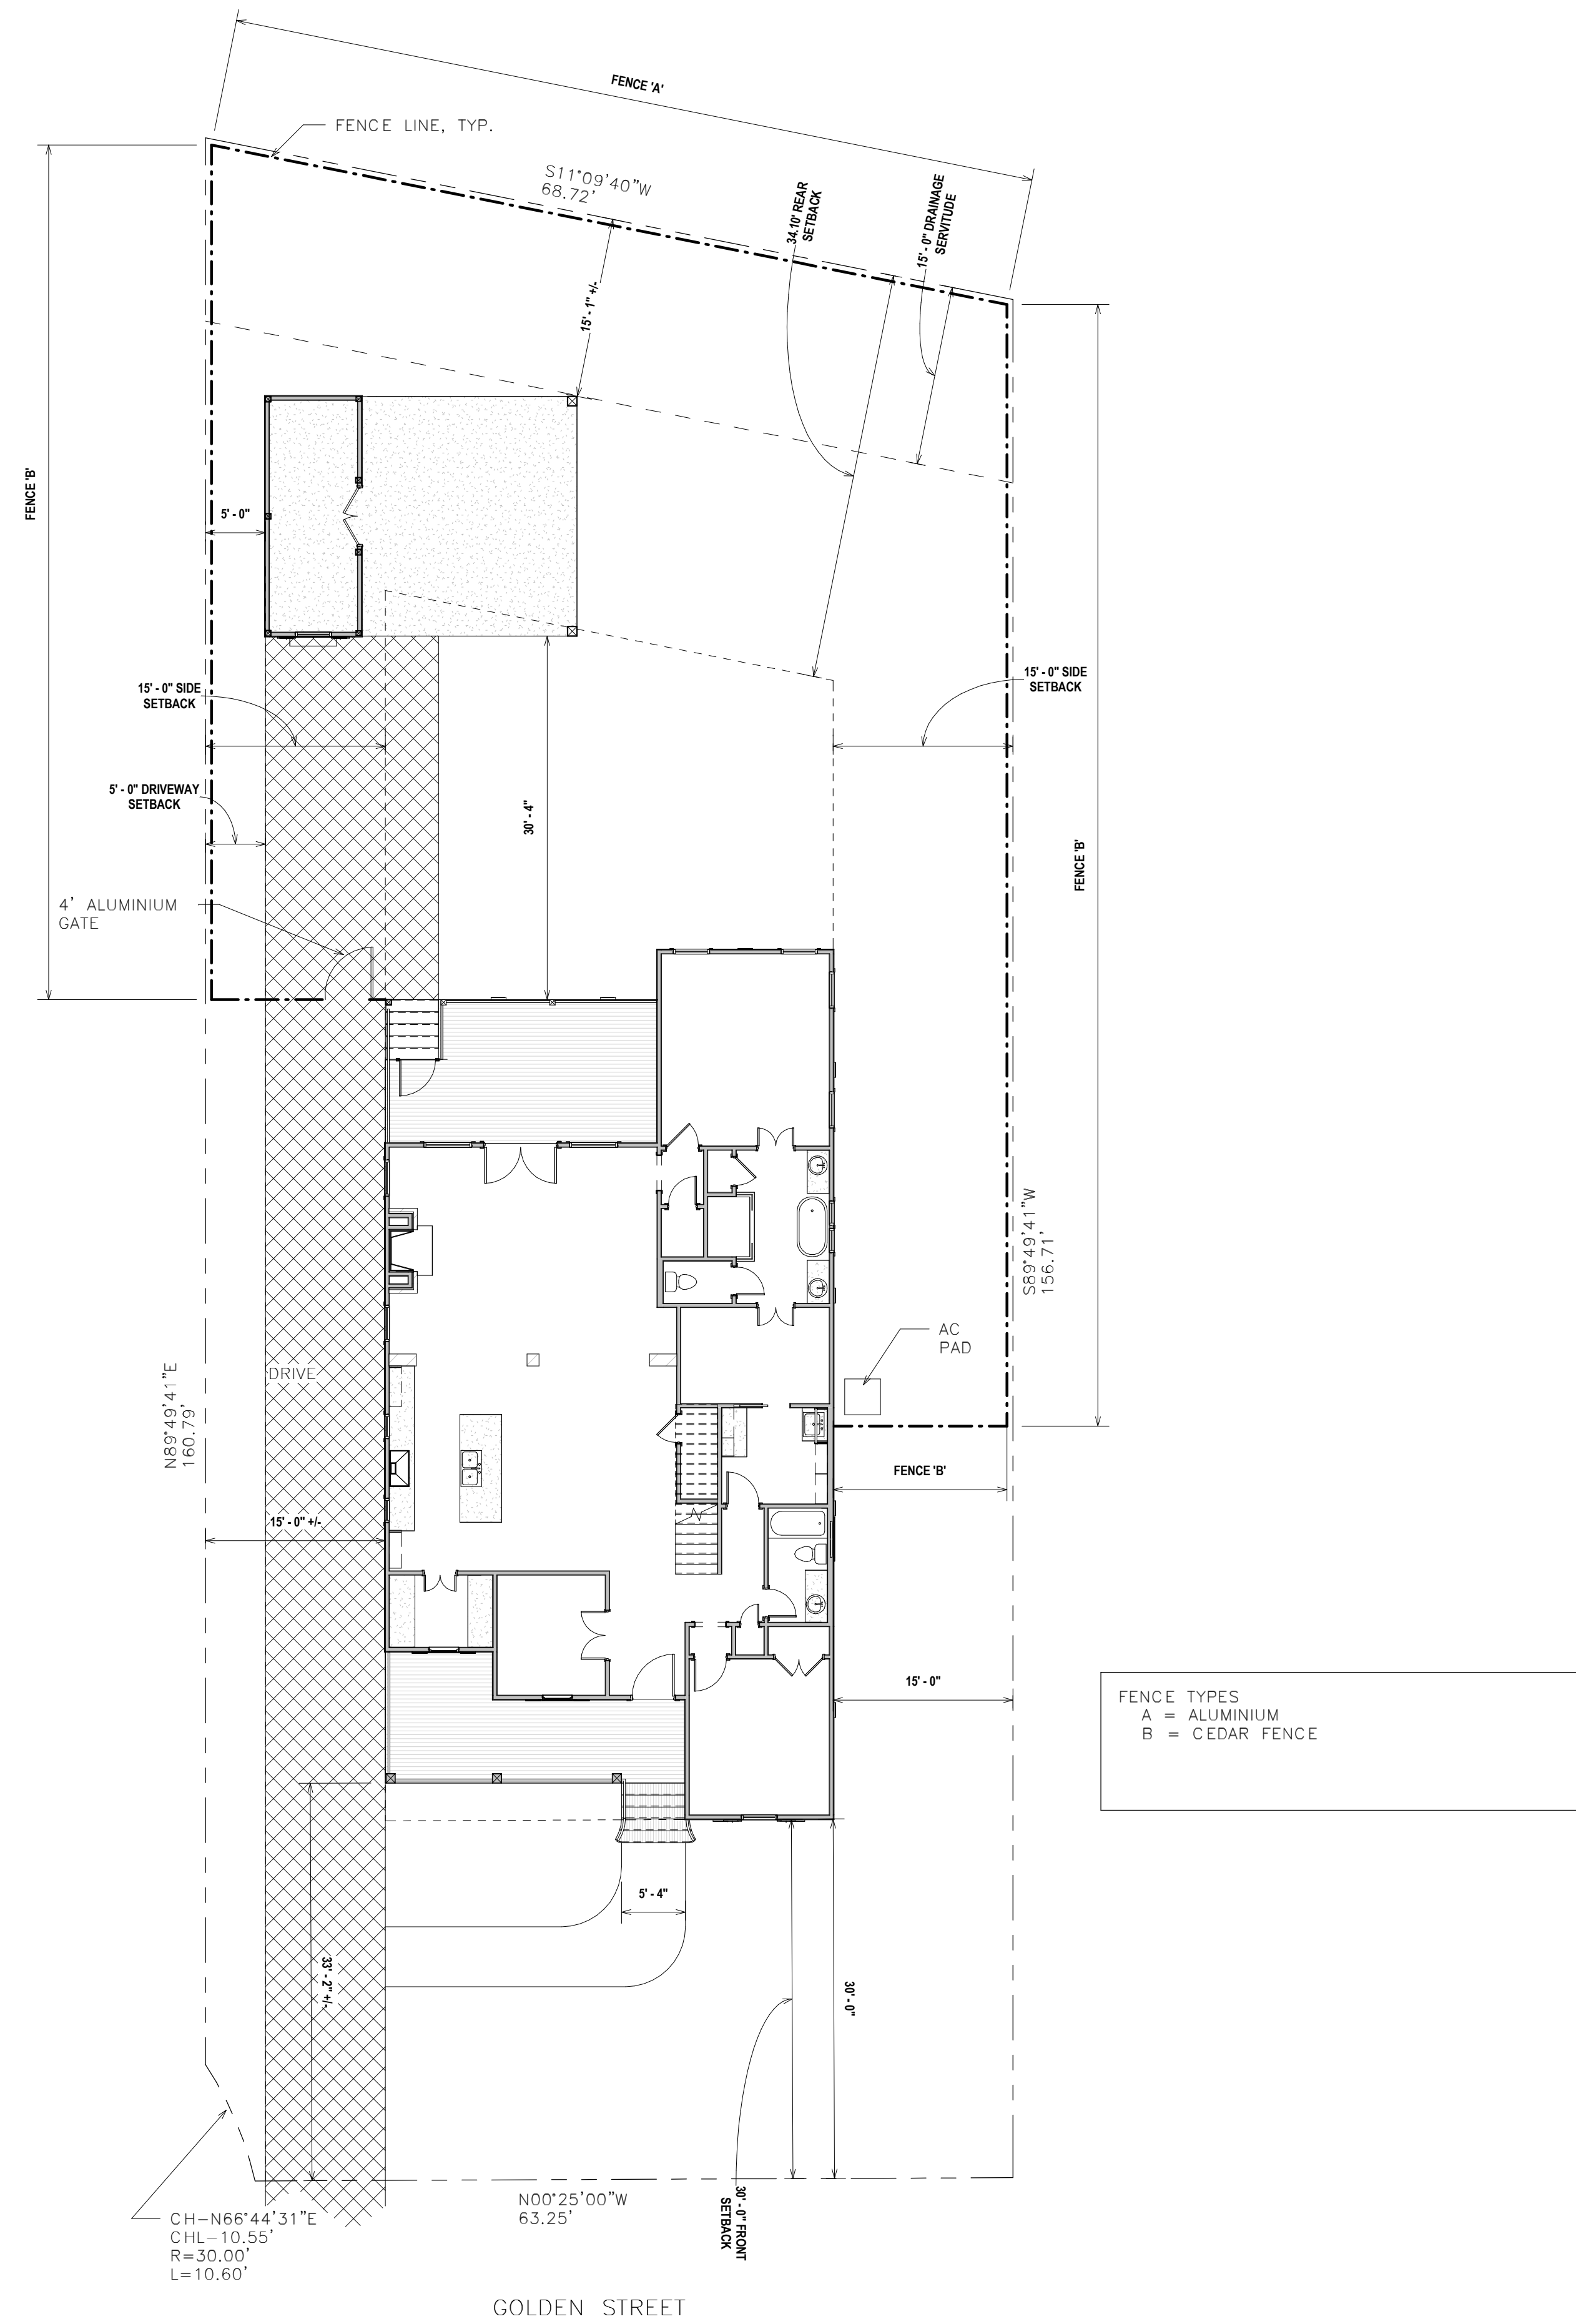 FENCE 'A'
FENCE LINE, TYP.
S11°09'40"W
68.72'
34.10' REAR
SETBACK
15' - 0" DRAINAGE
SERVITUDE
15' - 1" +/-
FENCE 'B'
5' - 0"
15' - 0" SIDE
SETBACK
15' - 0" SIDE
SETBACK
5' - 0" DRIVEWAY
SETBACK
30' - 4"
FENCE 'B'
4' ALUMINIUM
GATE
S89°49'41"W
156.71'
AC
PAD
N89°49'41"E
160.79'
DRIVE
FENCE 'B'
15' - 0" +/-
15' - 0"
FENCE TYPES
A = ALUMINIUM
B = CEDAR FENCE
5' - 4"
33' - 2" +/-
30' - 0"
30' - 0" FRONT
SETBACK
N00°25'00"W
63.25'
CH-N66°44'31"E
CHL-10.55'
R=30.00'
L=10.60'
GOLDEN STREET